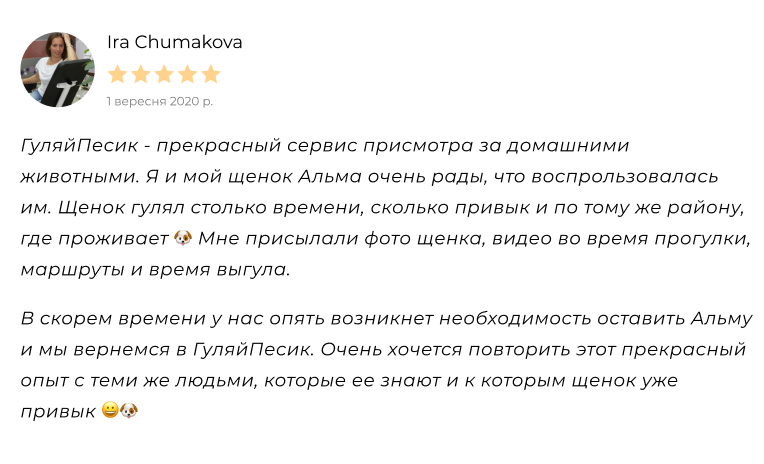 Ira Chumakova
1 вересня 2020 р.
ГуляйПесик - прекрасный сервис присмотра за домашними
животными. Я и мой щенок Альма очень рады, что воспрользовалась
им. Щенок гулял столько времени, сколько привык и по тому же району,
где проживает 🐶 Мне присылали фото щенка, видео во время прогулки,
маршруты и время выгула.
В скорем времени у нас опять возникнет необходимость оставить Альму
и мы вернемся в ГуляйПесик. Очень хочется повторить этот прекрасный
опыт с теми же людьми, которые ее знают и к которым щенок уже
привык 😀🐶